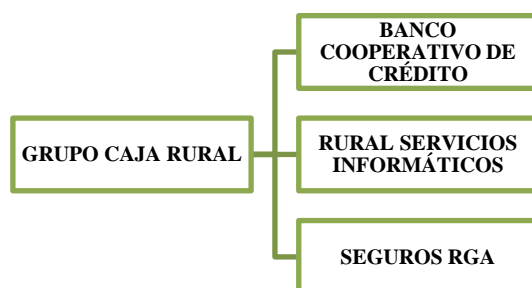 BANCO
COOPERATIVO DE
CRÉDITO
GRUPO CAJA RURAL
RURAL SERVICIOS
INFORMÁTICOS
SEGUROS RGA